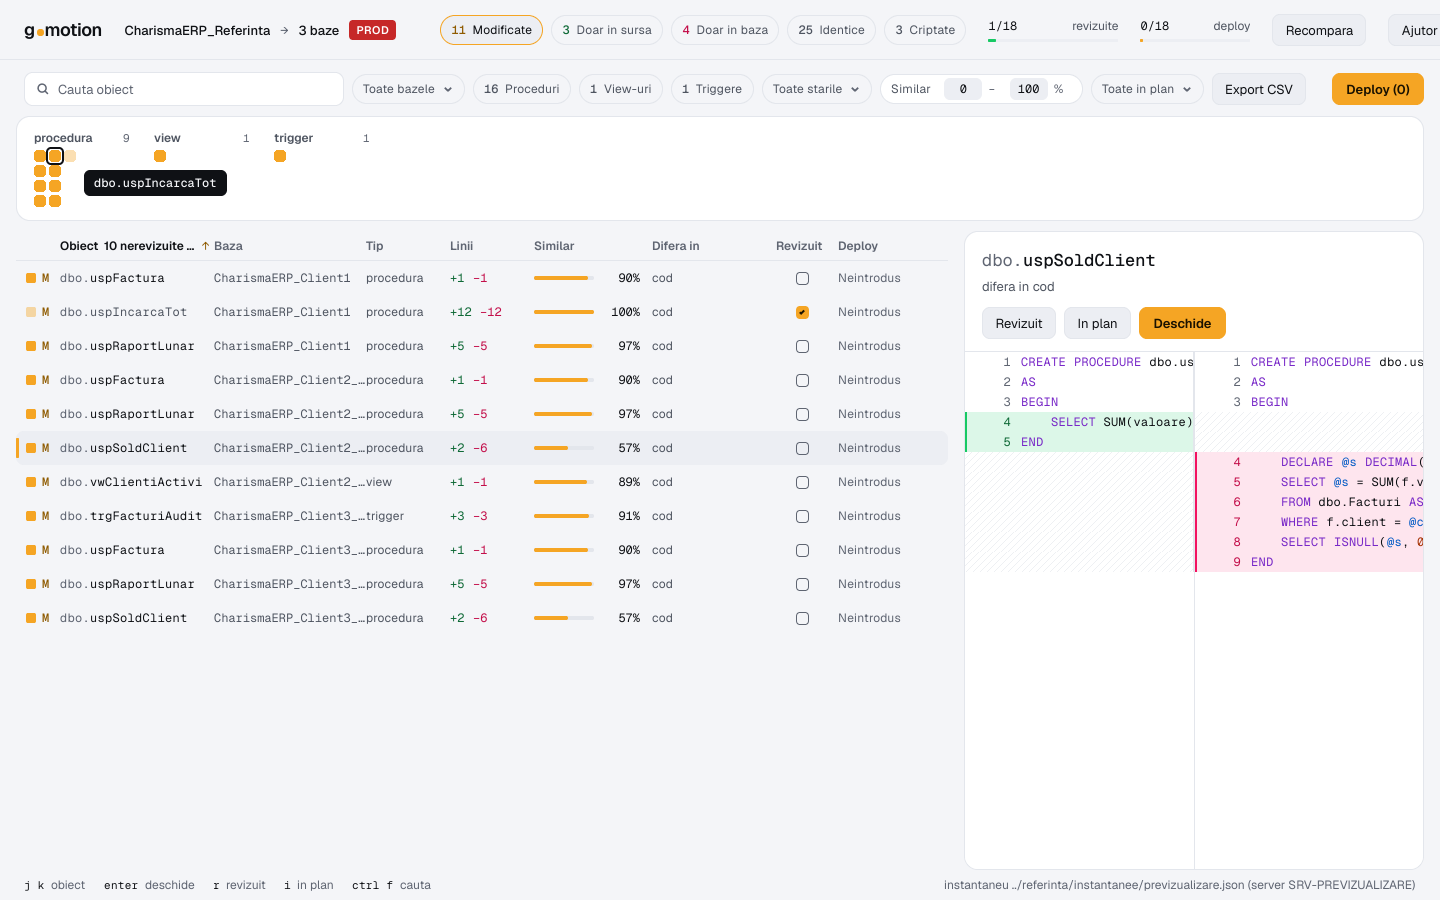 g motion CharismaERP_Referinta → 3 baze PROD 11 Modificate 3 Doar in sursa 4 Doar in baza 25 Identice 3 Criptate 1/18 revizuite 0/18 deploy Recompara Ajutor
Cauta obiect Toate bazele 16 Proceduri 1 View-uri 1 Triggere Toate starile Similar 0 – 100 % Toate in plan Export CSV Deploy (0)
procedura 9 view 1 trigger 1
dbo.uspIncarcaTot
Obiect 10 nerevizuite … ↑ Baza Tip Linii Similar Difera in Revizuit Deploy
M dbo.uspFactura CharismaERP_Client1 procedura +1 −1 90% cod Neintrodus
M dbo.uspIncarcaTot CharismaERP_Client1 procedura +12 −12 100% cod Neintrodus
M dbo.uspRaportLunar CharismaERP_Client1 procedura +5 −5 97% cod Neintrodus
M dbo.uspFactura CharismaERP_Client2_… procedura +1 −1 90% cod Neintrodus
M dbo.uspRaportLunar CharismaERP_Client2_… procedura +5 −5 97% cod Neintrodus
M dbo.uspSoldClient CharismaERP_Client2_… procedura +2 −6 57% cod Neintrodus
M dbo.vwClientiActivi CharismaERP_Client2_… view +1 −1 89% cod Neintrodus
M dbo.trgFacturiAudit CharismaERP_Client3_… trigger +3 −3 91% cod Neintrodus
M dbo.uspFactura CharismaERP_Client3_… procedura +1 −1 90% cod Neintrodus
M dbo.uspRaportLunar CharismaERP_Client3_… procedura +5 −5 97% cod Neintrodus
M dbo.uspSoldClient CharismaERP_Client3_… procedura +2 −6 57% cod Neintrodus
dbo.uspSoldClient
difera in cod
Revizuit In plan Deschide
1 CREATE PROCEDURE dbo.us
2 AS
3 BEGIN
4 SELECT SUM(valoare)
5 END
1 CREATE PROCEDURE dbo.us
2 AS
3 BEGIN
4 DECLARE @s DECIMAL(
5 SELECT @s = SUM(f.v
6 FROM dbo.Facturi AS
7 WHERE f.client = @c
8 SELECT ISNULL(@s, 0
9 END
j k obiect enter deschide r revizuit i in plan ctrl f cauta
instantaneu ../referinta/instantanee/previzualizare.json (server SRV-PREVIZUALIZARE)